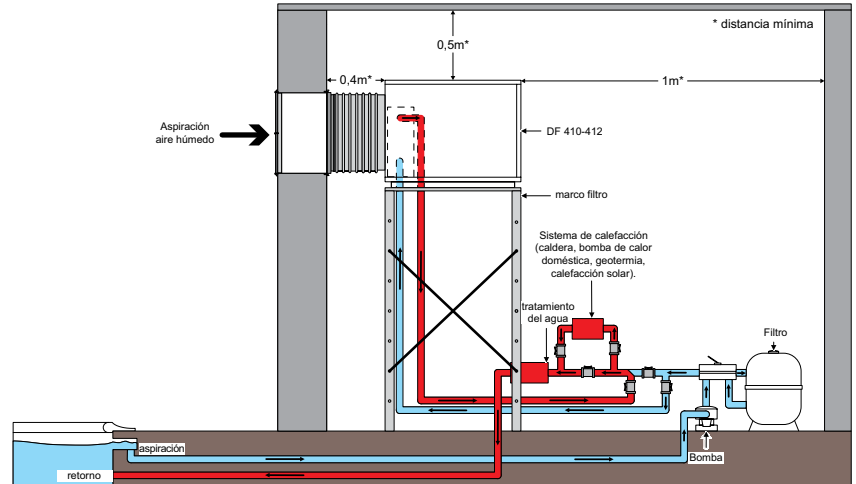 * distancia mínima
0,5m*
0,4m*
1m*
Aspiración
aire húmedo
DF 410-412
marco filtro
Sistema de calefacción
(caldera, bomba de calor
doméstica, geotermia,
calefacción solar).
tratamiento
del agua
Filtro
aspiración
Bomba
retorno